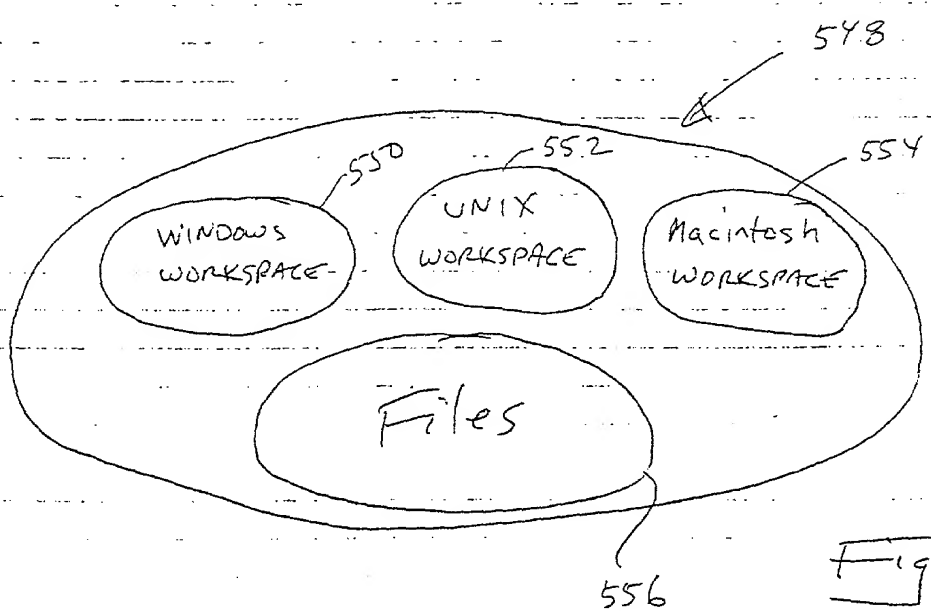 548
550
552
554
WINDOWS
WORKSPACE
UNIX
WORKSPACE
Macintosh
WORKSPACE
Files
556
Fig